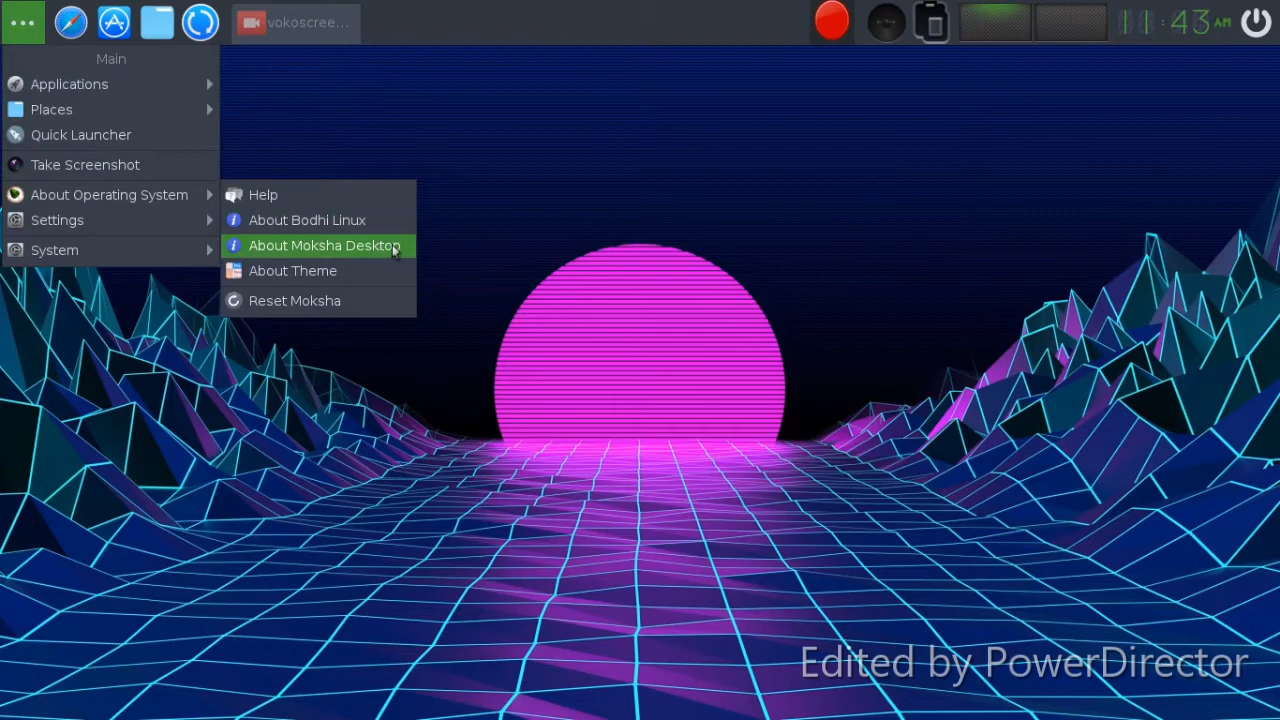 vokoscree...
11:43 AM
Main
Applications
Places
Quick Launcher
Take Screenshot
About Operating System
Settings
System
Help
About Bodhi Linux
About Moksha Desktop
About Theme
Reset Moksha
Edited by PowerDirector